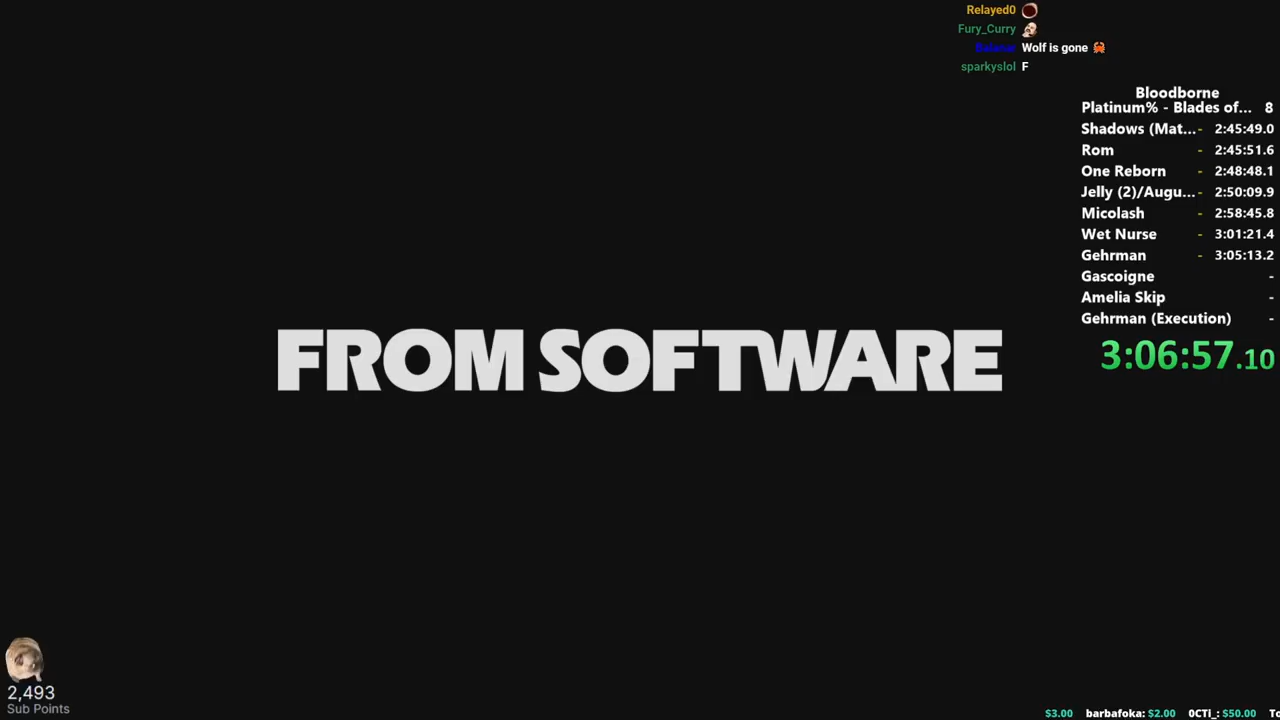 Relayed0
Fury_Curry
Wolf is gone
sparkyslol F
Bloodborne
Platinum% - Blades of... 8
Shadows (Mat... - 2:45:49.0
Rom - 2:45:51.6
One Reborn - 2:48:48.1
Jelly (2)/Augu... - 2:50:09.9
Micolash - 2:58:45.8
Wet Nurse - 3:01:21.4
Gehrman - 3:05:13.2
Gascoigne -
Amelia Skip -
Gehrman (Execution) -
3:06:57.10
FROM SOFTWARE
2,493
Sub Points
$3.00 barbafoka: $2.00 0CTi_: $50.00 To